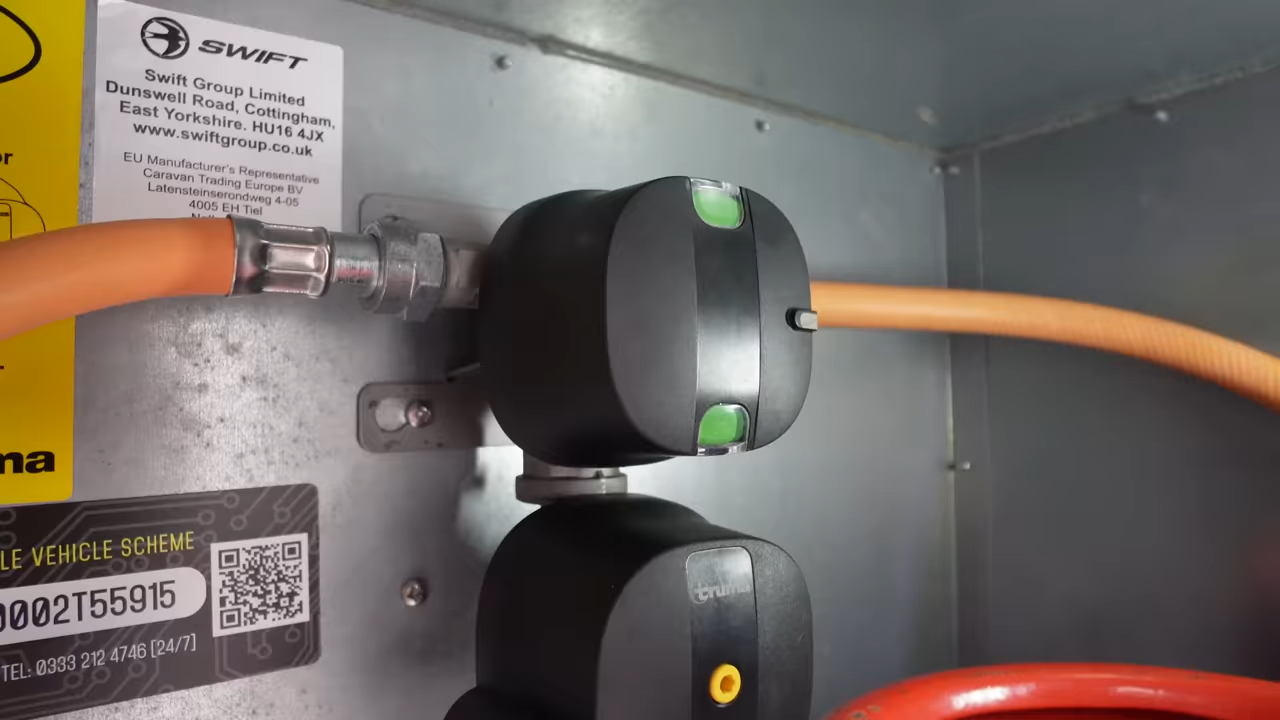 SWIFT
Swift Group Limited
Dunswell Road, Cottingham,
East Yorkshire. HU16 4JX
www.swiftgroup.co.uk
EU Manufacturer's Representative
Caravan Trading Europe BV
Latensteinserondweg 4-05
4005 EH Tiel
or
ma
LE VEHICLE SCHEME
0002T55915
TEL: 0333 212 4746 [24/7]
truma